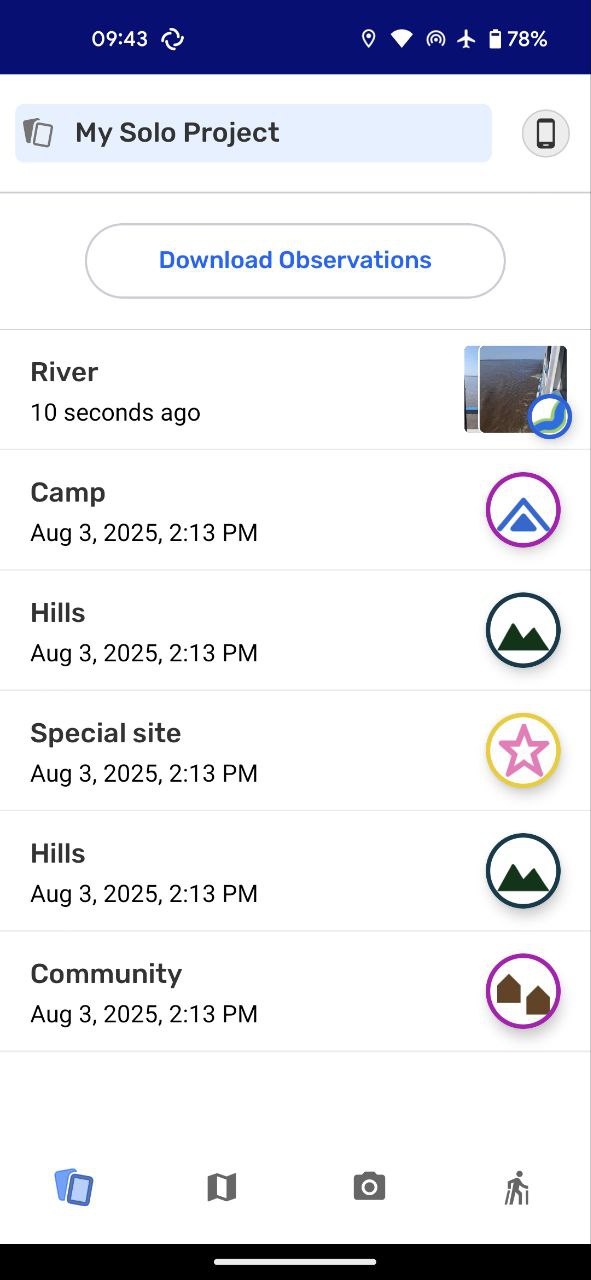 09:43
78%
My Solo Project
Download Observations
River
10 seconds ago
Camp
Aug 3, 2025, 2:13 PM
Hills
Aug 3, 2025, 2:13 PM
Special site
Aug 3, 2025, 2:13 PM
Hills
Aug 3, 2025, 2:13 PM
Community
Aug 3, 2025, 2:13 PM